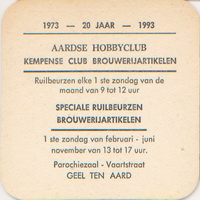 1973 — 20 JAAR — 1993
AARDSE HOBBYCLUB
KEMPENSE CLUB BROUWERIJARTIKELEN
Ruilbeurzen elke 1 ste zondag van de
maand van 9 tot 12 uur
SPECIALE RUILBEURZEN
BROUWERIJARTIKELEN
1 ste zondag van februari - juni
november van 13 tot 17 uur.
Parochiezaal - Vaartstraat
GEEL TEN AARD